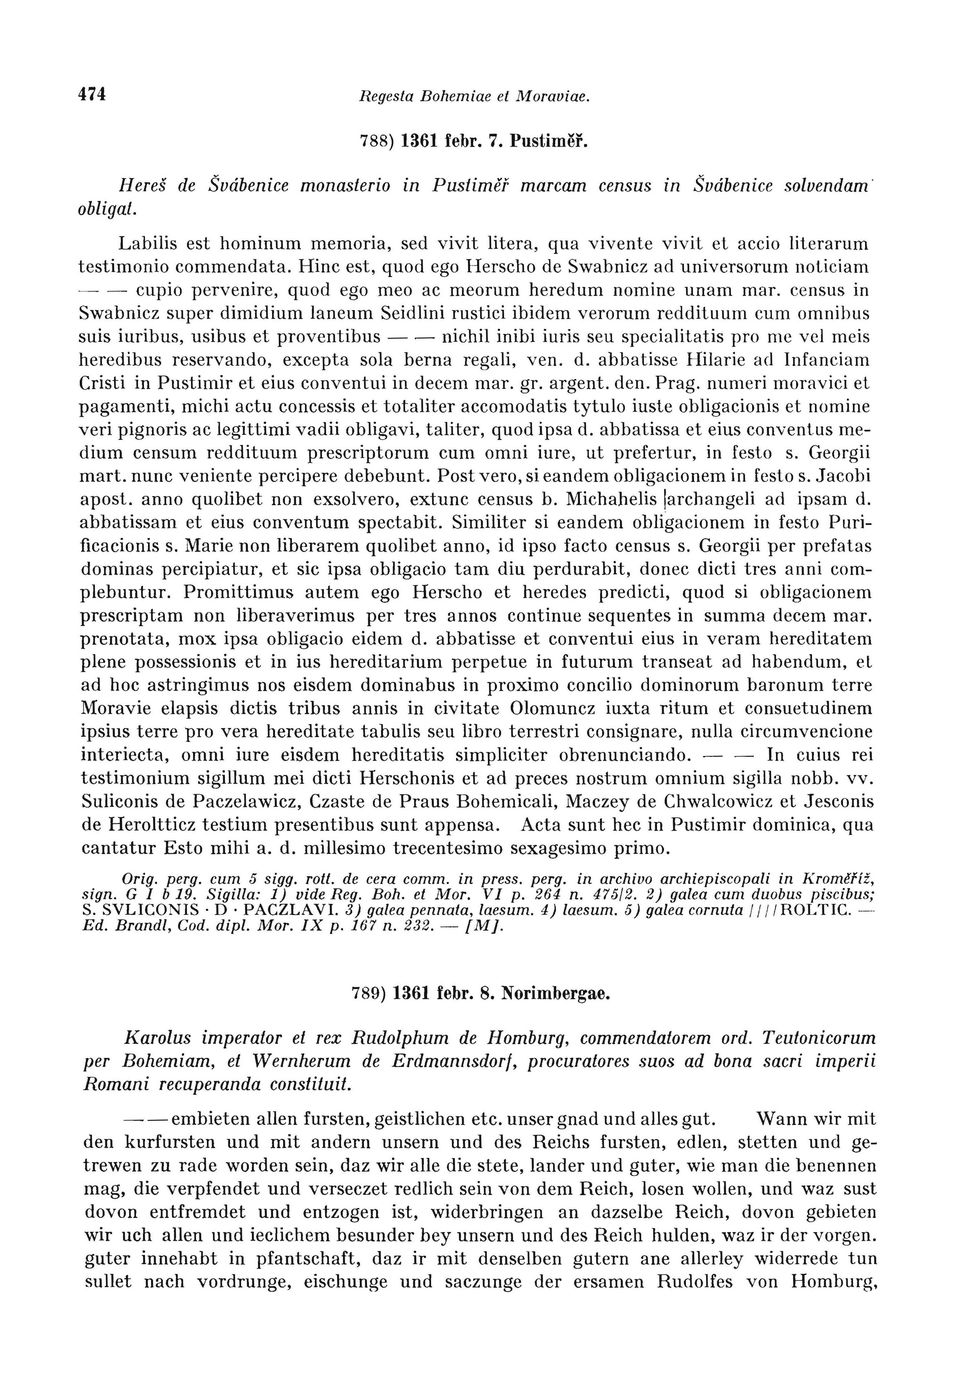 474
Regesta Bohemiae et Moraviae.
788) 1361 febr. 7. Pustiměř.
Hereš de Švábenice monasterio in Pustiměř marcam census in Švábenice solvendam
obligat.
Labilis est hominum memoria, sed vivit litera, qua vivente vivit et accio literarum
testimonio commendata. Hinc est, quod ego Herscho de Swabnicz ad universorum noticiam
— — cupio pervenire, quod ego meo ac meorum heredum nomine unam mar. census in
Swabnicz super dimidium laneum Seidlini rustici ibidem verorum reddituum cum omnibus
suis iuribus, usibus et proventibus — — nichil inibi iuris seu specialitatis pro me vel meis
heredibus reservando, excepta sola berna regali, ven. d. abbatisse Hilarie ad Infanciam
Cristi in Pustimir et eius conventui in decem mar. gr. argent. den. Prag. numeri moravici et
pagamenti, michi actu concessis et totaliter accomodatis tytulo iuste obligacionis et nomine
veri pignoris ac legittimi vadii obligavi, taliter, quod ipsa d. abbatissa et eius conventus me-
dium censum reddituum prescriptorum cum omni iure, ut prefertur, in festo s. Georgii
mart. nunc veniente percipere debebunt. Post vero, si eandem obligacionem in festo s. Jacobi
apost. anno quolibet non exsolvero, extunc census b. Michahelis |archangeli ad ipsam d.
abbatissam et eius conventum spectabit. Similiter si eandem obligacionem in festo Puri-
ficacionis s. Marie non liberarem quolibet anno, id ipso facto census s. Georgii per prefatas
dominas percipiatur, et sic ipsa obligacio tam diu perdurabit, donec dicti tres anni com-
plebuntur. Promittimus autem ego Herscho et heredes predicti, quod si obligacionem
prescriptam non liberaverimus per tres annos continue sequentes in summa decem mar.
prenotata, mox ipsa obligacio eidem d. abbatisse et conventui eius in veram hereditatem
plene possessionis et in ius hereditarium perpetue in futurum transeat ad habendum, et
ad hoc astringimus nos eisdem dominabus in proximo concilio dominorum baronum terre
Moravie elapsis dictis tribus annis in civitate Olomuncz iuxta ritum et consuetudinem
ipsius terre pro vera hereditate tabulis seu libro terrestri consignare, nulla circumvencione
interiecta, omni iure eisdem hereditatis simpliciter obrenunciando. — — In cuius rei
testimonium sigillum mei dicti Herschonis et ad preces nostrum omnium sigilla nobb. vv.
Suliconis de Paczelawicz, Czaste de Praus Bohemicali, Maczey de Chwalcowicz et Jesconis
de Heroltticz testium presentibus sunt appensa. Acta sunt hec in Pustimir dominica, qua
cantatur Esto mihi a. d. millesimo trecentesimo sexagesimo primo.
Orig. perg. cum 5 sigg. rott. de cera comm. in press. perg. in archivo archiepiscopali in Kroměříž,
sign. G I b 19. Sigilla: 1) vide Reg. Boh. et Mor. VI p. 264 n. 475/2. 2) galea cum duobus piscibus;
S. SVLICONIS · D · PACZLAVI. 3) galea pennata, laesum. 4) laesum. 5) galea cornuta ////ROLTIC. —
Ed. Brandl, Cod. dipl. Mor. IX p. 167 n. 232. — [M].
789) 1361 febr. 8. Norimbergae.
Karolus imperator et rex Rudolphum de Homburg, commendatorem ord. Teutonicorum
per Bohemiam, et Wernherum de Erdmannsdorf, procuratores suos ad bona sacri imperii
Romani recuperanda constituit.
— — embieten allen fursten, geistlichen etc. unser gnad und alles gut. Wann wir mit
den kurfursten und mit andern unsern und des Reichs fursten, edlen, stetten und ge-
trewen zu rade worden sein, daz wir alle die stete, lander und guter, wie man die benennen
mag, die verpfendet und verseczet redlich sein von dem Reich, losen wollen, und waz sust
dovon entfremdet und entzogen ist, widerbringen an dazselbe Reich, dovon gebieten
wir uch allen und ieclichem besunder bey unsern und des Reich hulden, waz ir der vorgen.
guter innehabt in pfantschaft, daz ir mit denselben gutern ane allerley widerrede tun
sullet nach vordrunge, eischunge und saczunge der ersamen Rudolfes von Homburg,